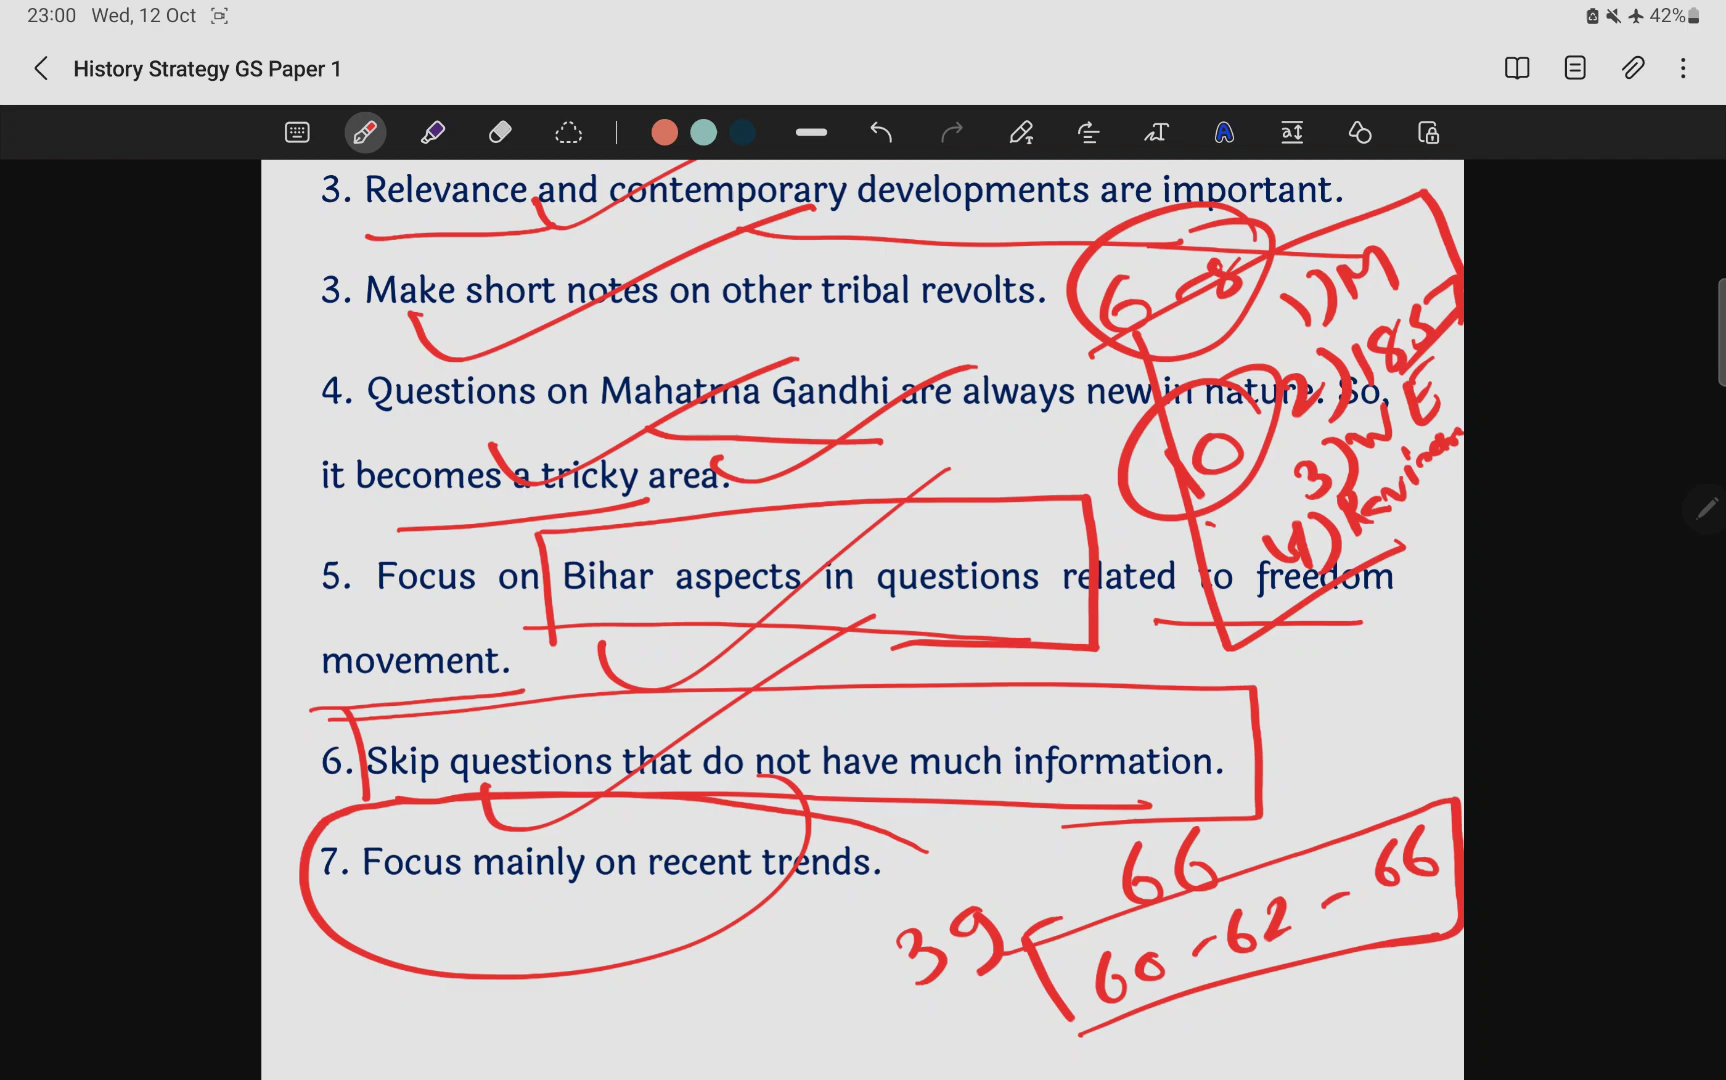 23:00 Wed, 12 Oct 42%
History Strategy GS Paper 1
3. Relevance and contemporary developments are important.
3. Make short notes on other tribal revolts.
6 - 8
1) M
2) 185
4. Questions on Mahatma Gandhi are always new in nature. So,
10
3) WE
it becomes a tricky area.
4)
5. Focus on Bihar aspects in questions related to freedom
movement.
6. Skip questions that do not have much information.
7. Focus mainly on recent trends.
66
39
60 - 62 - 66